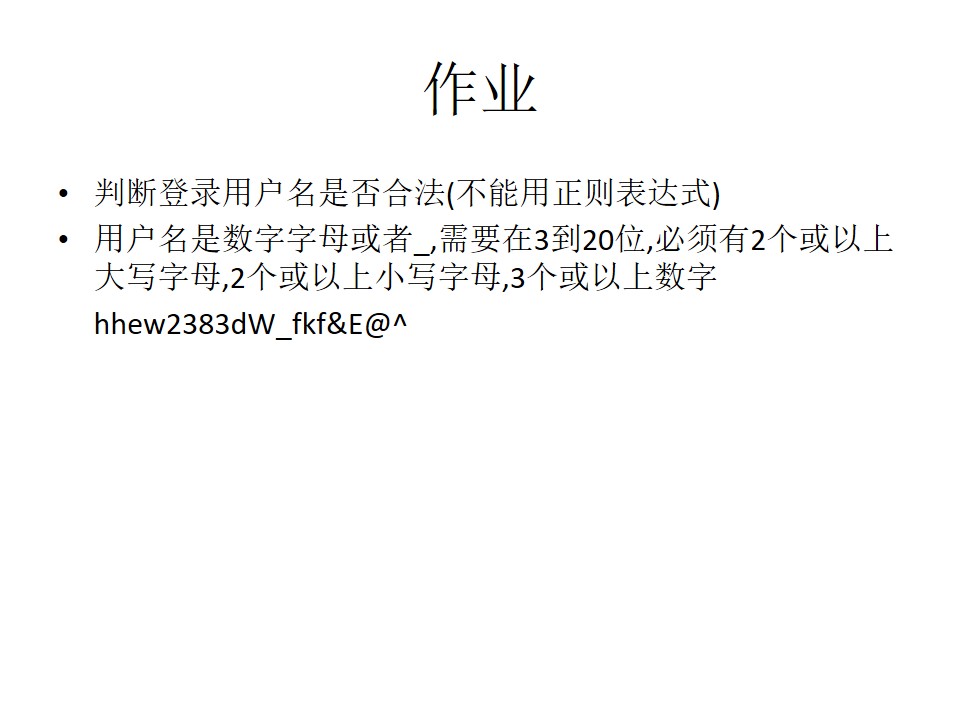 作业
• 判断登录用户名是否合法(不能用正则表达式)
• 用户名是数字字母或者_,需要在3到20位,必须有2个或以上
大写字母,2个或以上小写字母,3个或以上数字
hhew2383dW_fkf&E@^